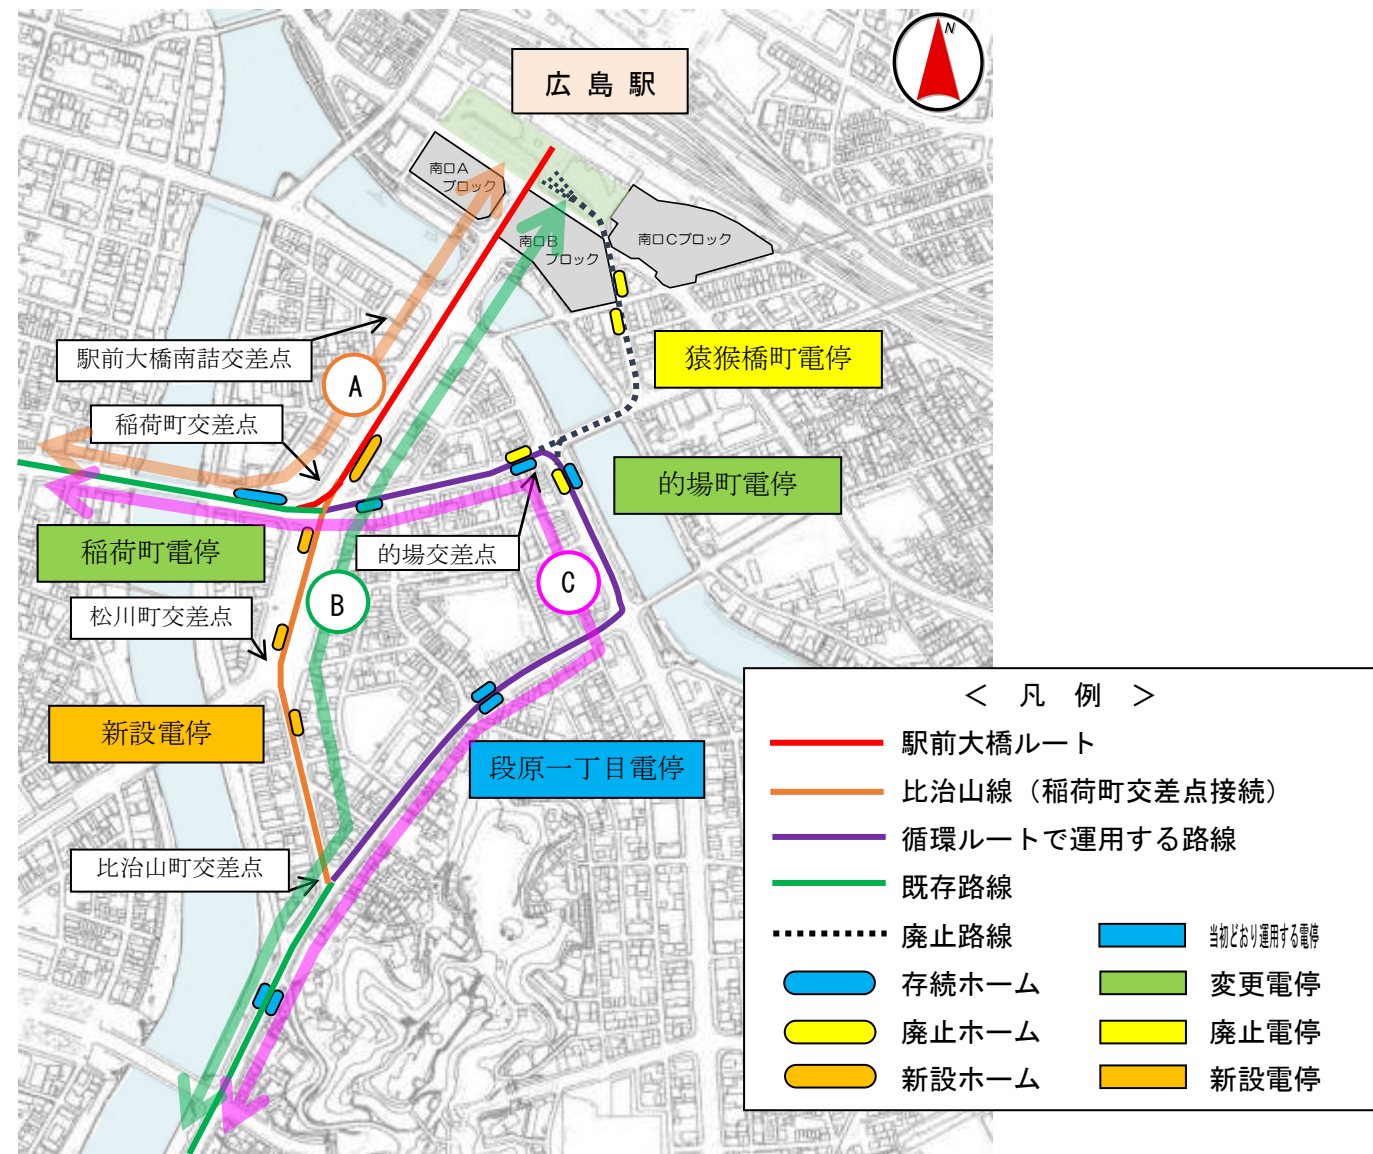 N
広島駅
南口A
ブロック
南口B
ブロック
南口Cブロック
猿猴橋町電停
駅前大橋南詰交差点
A
稲荷町交差点
的場町電停
稲荷町電停
的場交差点
C
B
松川町交差点
新設電停
段原一丁目電停
比治山町交差点
＜ 凡 例 ＞
駅前大橋ルート
比治山線（稲荷町交差点接続）
循環ルートで運用する路線
既存路線
廃止路線
当初どおり運用する電停
存続ホーム
変更電停
廃止ホーム
廃止電停
新設ホーム
新設電停